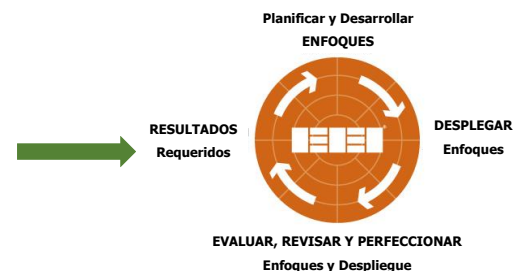 Planificar y Desarrollar
ENFOQUES
RESULTADOS
Requeridos
DESPLEGAR
Enfoques
EVALUAR, REVISAR Y PERFECCIONAR
Enfoques y Despliegue